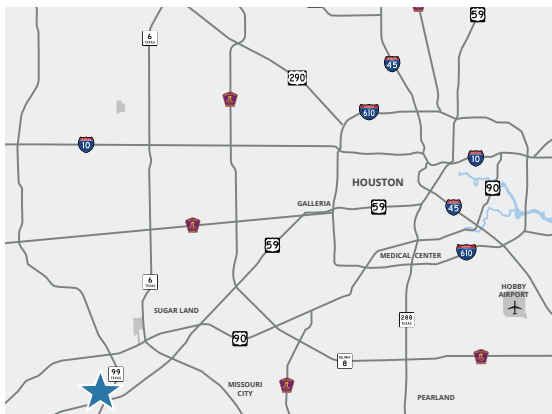 59
6
TEXAS
45
290
610
10
10
HOUSTON
90
GALLERIA
59
45
59
MEDICAL CENTER
610
6
TEXAS
HOBBY
AIRPORT
SUGAR LAND
288
TEXAS
90
BELTWAY
8
99
TEXAS
MISSOURI
CITY
PEARLAND